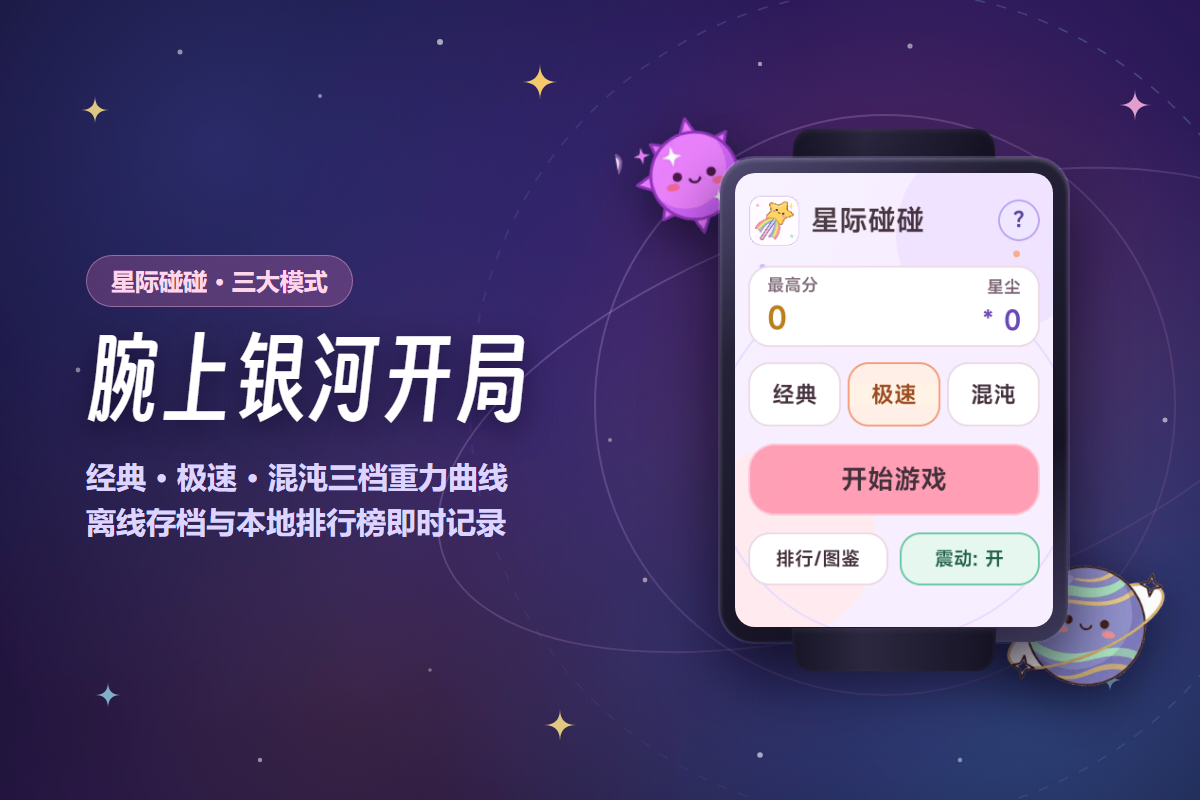 星际碰碰•三大模式
腕上银河开局
经典•极速•混沌三档重力曲线
离线存档与本地排行榜即时记录
星际碰碰
?
最高分
0
星尘
* 0
经典
极速
混沌
开始游戏
排行/图鉴
震动: 开